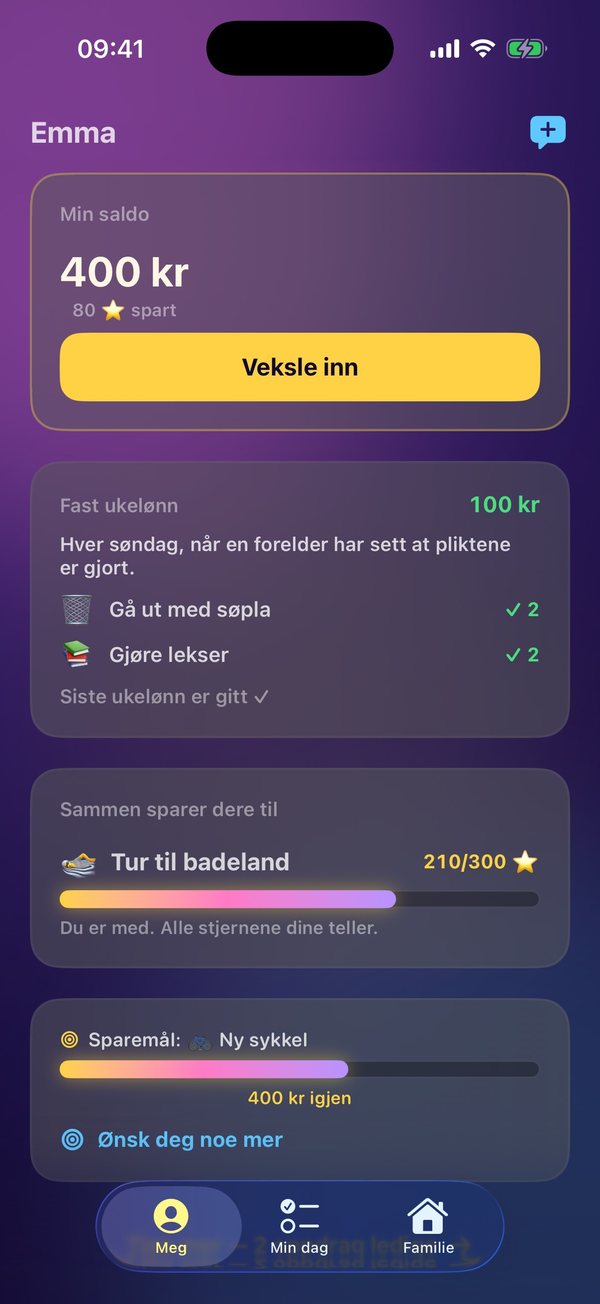 09:41
Emma
Min saldo
400 kr
80 ⭐ spart
Veksle inn
Fast ukelønn
100 kr
Hver søndag, når en forelder har sett at pliktene
er gjort.
Gå ut med søpla
✓ 2
Gjøre lekser
✓ 2
Siste ukelønn er gitt ✓
Sammen sparer dere til
Tur til badeland
210/300 ⭐
Du er med. Alle stjernene dine teller.
Sparemål: 🚲 Ny sykkel
400 kr igjen
Ønsk deg noe mer
Meg
Min dag
Familie